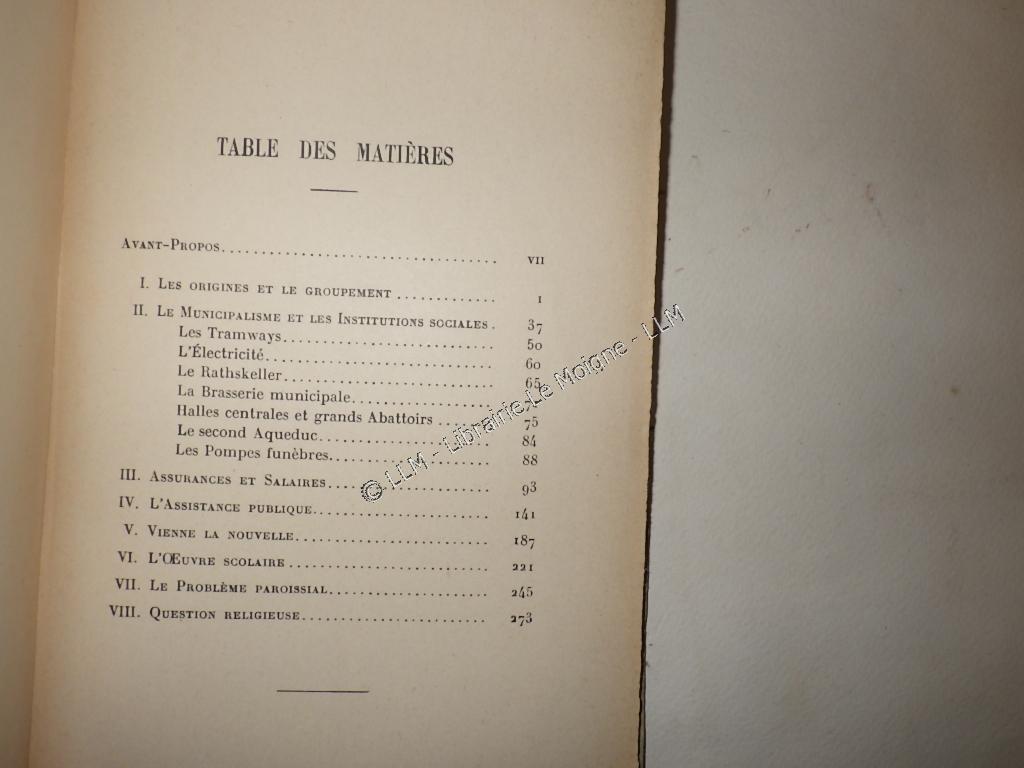 TABLE DES MATIÈRES
AVANT-PROPOS.................................. VII
I. LES ORIGINES ET LE GROUPEMENT ............. 1
II. LE MUNICIPALISME ET LES INSTITUTIONS SOCIALES. 37
Les Tramways.......................... 50
L'Électricité............................. 60
Le Rathskeller.......................... 65
La Brasserie municipale..................
Halles centrales et grands Abattoirs ....... 75
Le second Aqueduc...................... 84
Les Pompes funèbres.................... 88
III. ASSURANCES ET SALAIRES.................... 93
IV. L'ASSISTANCE PUBLIQUE...................... 141
V. VIENNE LA NOUVELLE........................ 187
VI. L'ŒUVRE SCOLAIRE ......................... 221
VII. LE PROBLÈME PAROISSIAL.................... 245
VIII. QUESTION RELIGIEUSE....................... 273
© LLM - Librairie Le Moigne - LLM